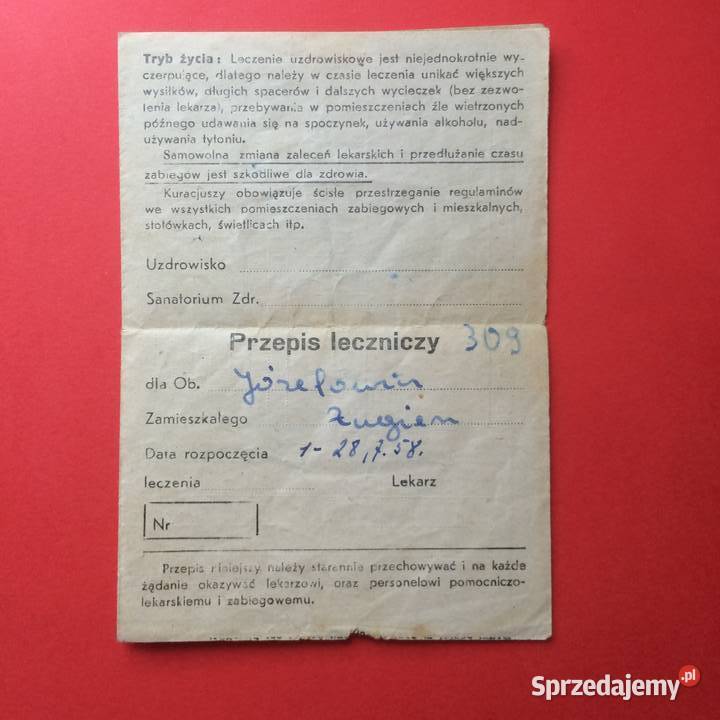 Tryb życia: Leczenie uzdrowiskowe jest niejednokrotnie wy-
czerpujące, dlatego należy w czasie leczenia unikać większych
wysiłków, długich spacerów i dalszych wycieczek (bez zezwo-
lenia lekarza), przebywania w pomieszczeniach źle wietrzonych
późnego udawania się na spoczynek, używania alkoholu, nad-
używania tytoniu.
Samowolna zmiana zaleceń lekarskich i przedłużanie czasu
zabiegów jest szkodliwe dla zdrowia.
Kuracjuszy obowiązuje ścisłe przestrzeganie regulaminów
we wszystkich pomieszczeniach zabiegowych i mieszkalnych,
stołówkach, świetlicach itp.
Uzdrowisko
Sanatorium Zdr.
Przepis leczniczy 309
dla Ob.
Zamieszkałego
Data rozpoczęcia 1-28,7.58.
leczenia Lekarz
Nr
Przepis niniejszy należy starannie przechowywać i na każde
żądanie okazywać lekarzowi, oraz personelowi pomocniczo-
lekarskiemu i zabiegowemu.
Sprzedajemy.pl